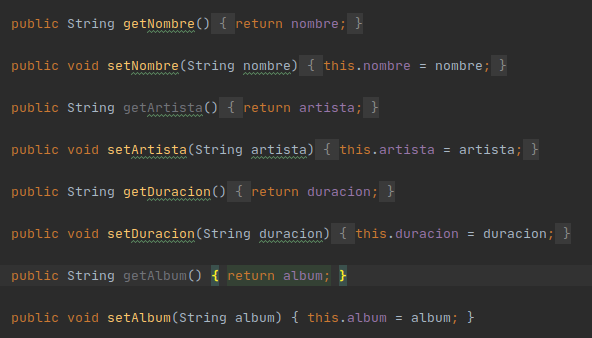 public String getNombre() { return nombre; }
public void setNombre(String nombre) { this.nombre = nombre; }
public String getArtista() { return artista; }
public void setArtista(String artista) { this.artista = artista; }
public String getDuracion() { return duracion; }
public void setDuracion(String duracion) { this.duracion = duracion; }
public String getAlbum() { return album; }
public void setAlbum(String album) { this.album = album; }